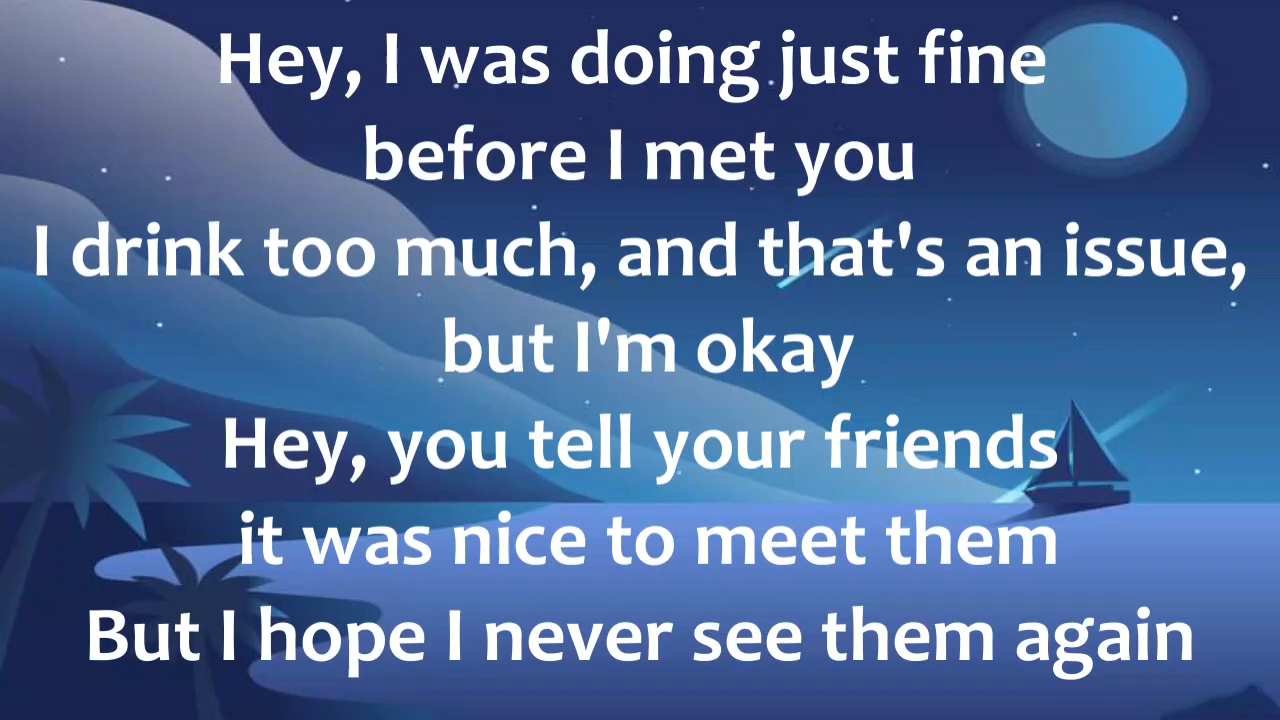 Hey, I was doing just fine
before I met you
I drink too much, and that's an issue,
but I'm okay
Hey, you tell your friends
it was nice to meet them
But I hope I never see them again